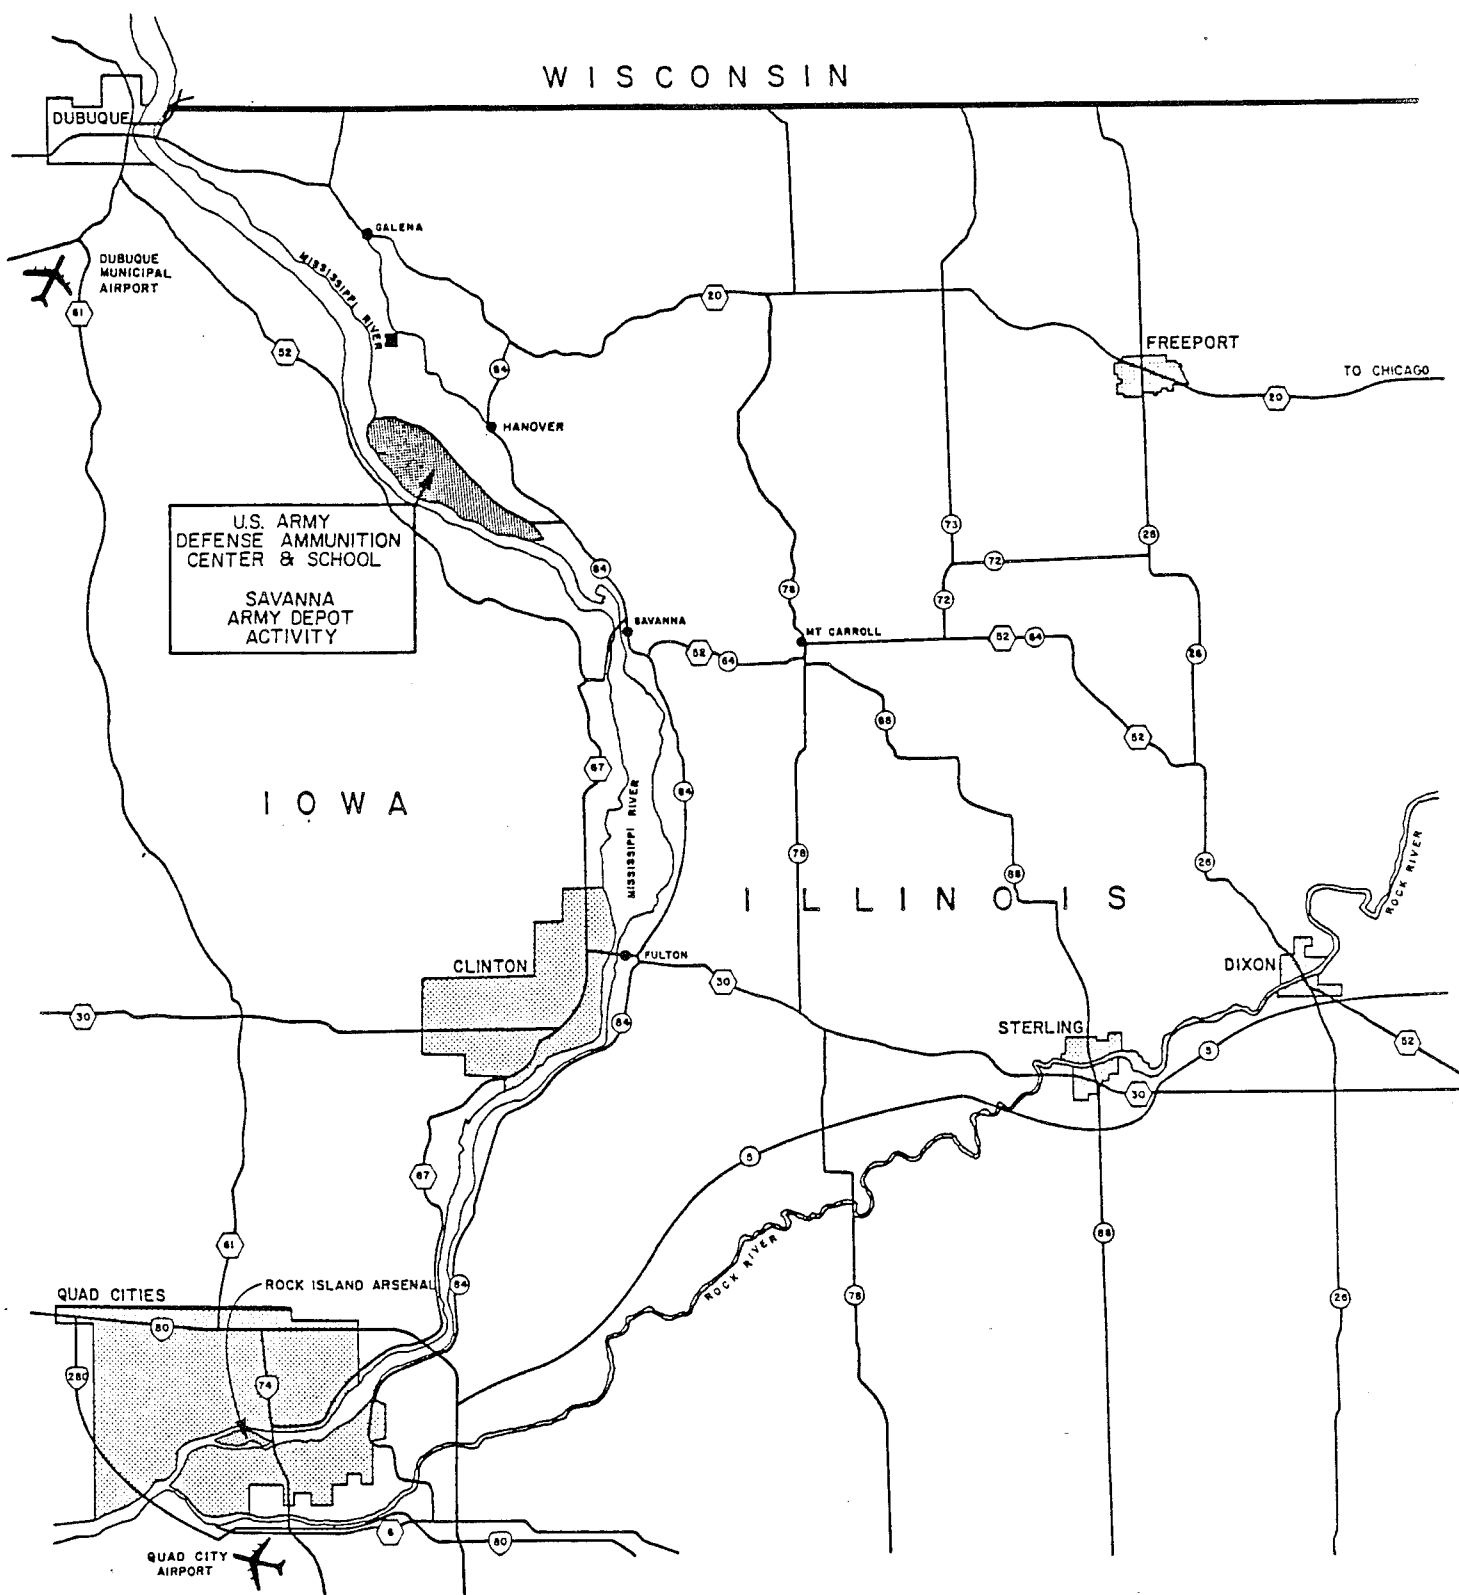 WISCONSIN
DUBUQUE
GALENA
DUBUQUE
MUNICIPAL
AIRPORT
MISSISSIPPI RIVER
61
20
52
FREEPORT
TO CHICAGO
84
20
HANOVER
U.S. ARMY
DEFENSE AMMUNITION
CENTER & SCHOOL
SAVANNA
ARMY DEPOT
ACTIVITY
73
26
72
84
78
72
SAVANNA
MT CARROLL
52
64
52
64
26
88
52
67
84
IOWA
MISSISSIPPI RIVER
78
26
88
ROCK RIVER
ILLINOIS
FULTON
CLINTON
DIXON
30
30
84
STERLING
52
5
30
5
67
88
61
ROCK RIVER
ROCK ISLAND ARSENAL
84
QUAD CITIES
78
26
80
280
74
6
80
QUAD CITY
AIRPORT